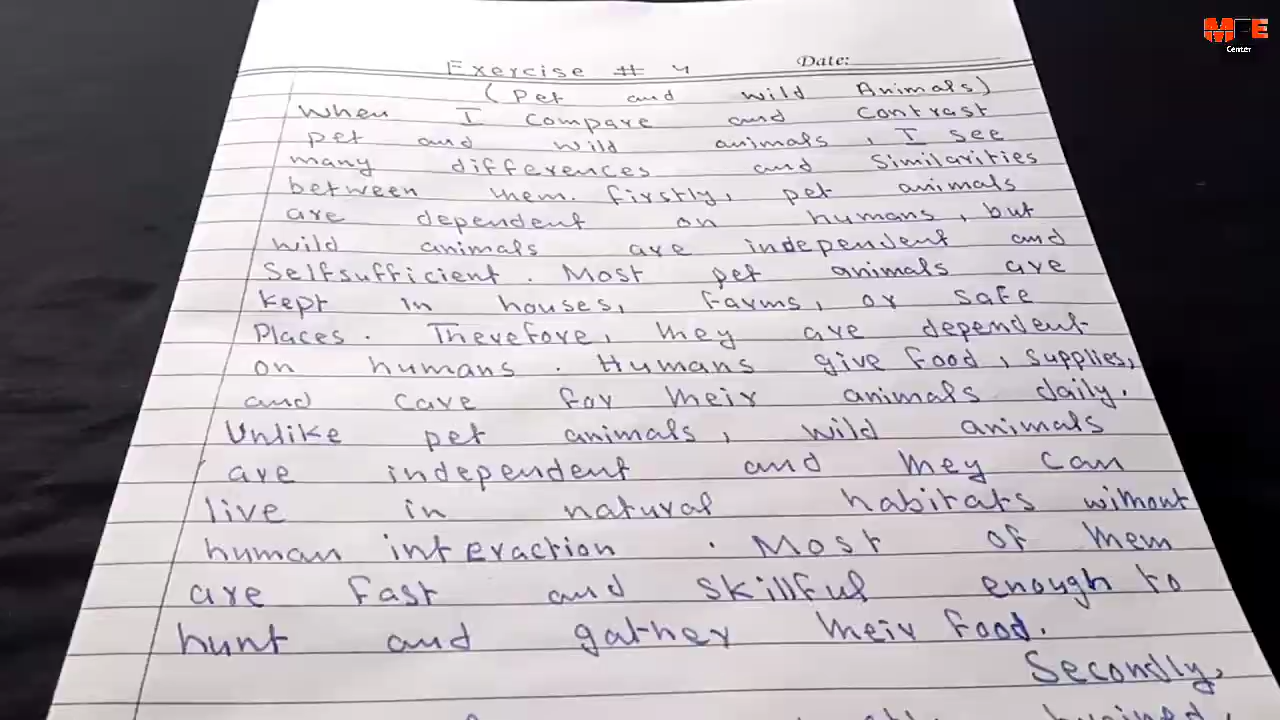 MCE
Center
Exercise # 4
Date:
(Pet and wild Animals)
When I Compare and Contrast
pet and wild animals, I see
many differences and Similarities
between them. firstly, pet animals
are dependent on humans, but
wild animals are independent and
Selfsufficient. Most pet animals are
kept in houses, farms, or safe
Places. Therefore, they are dependent
on humans. Humans give food, supplies,
and care for their animals daily.
Unlike pet animals, wild animals
are independent and they can
live in natural habitats without
human interaction. Most of them
are fast and skillful enough to
hunt and gather their food.
Secondly,